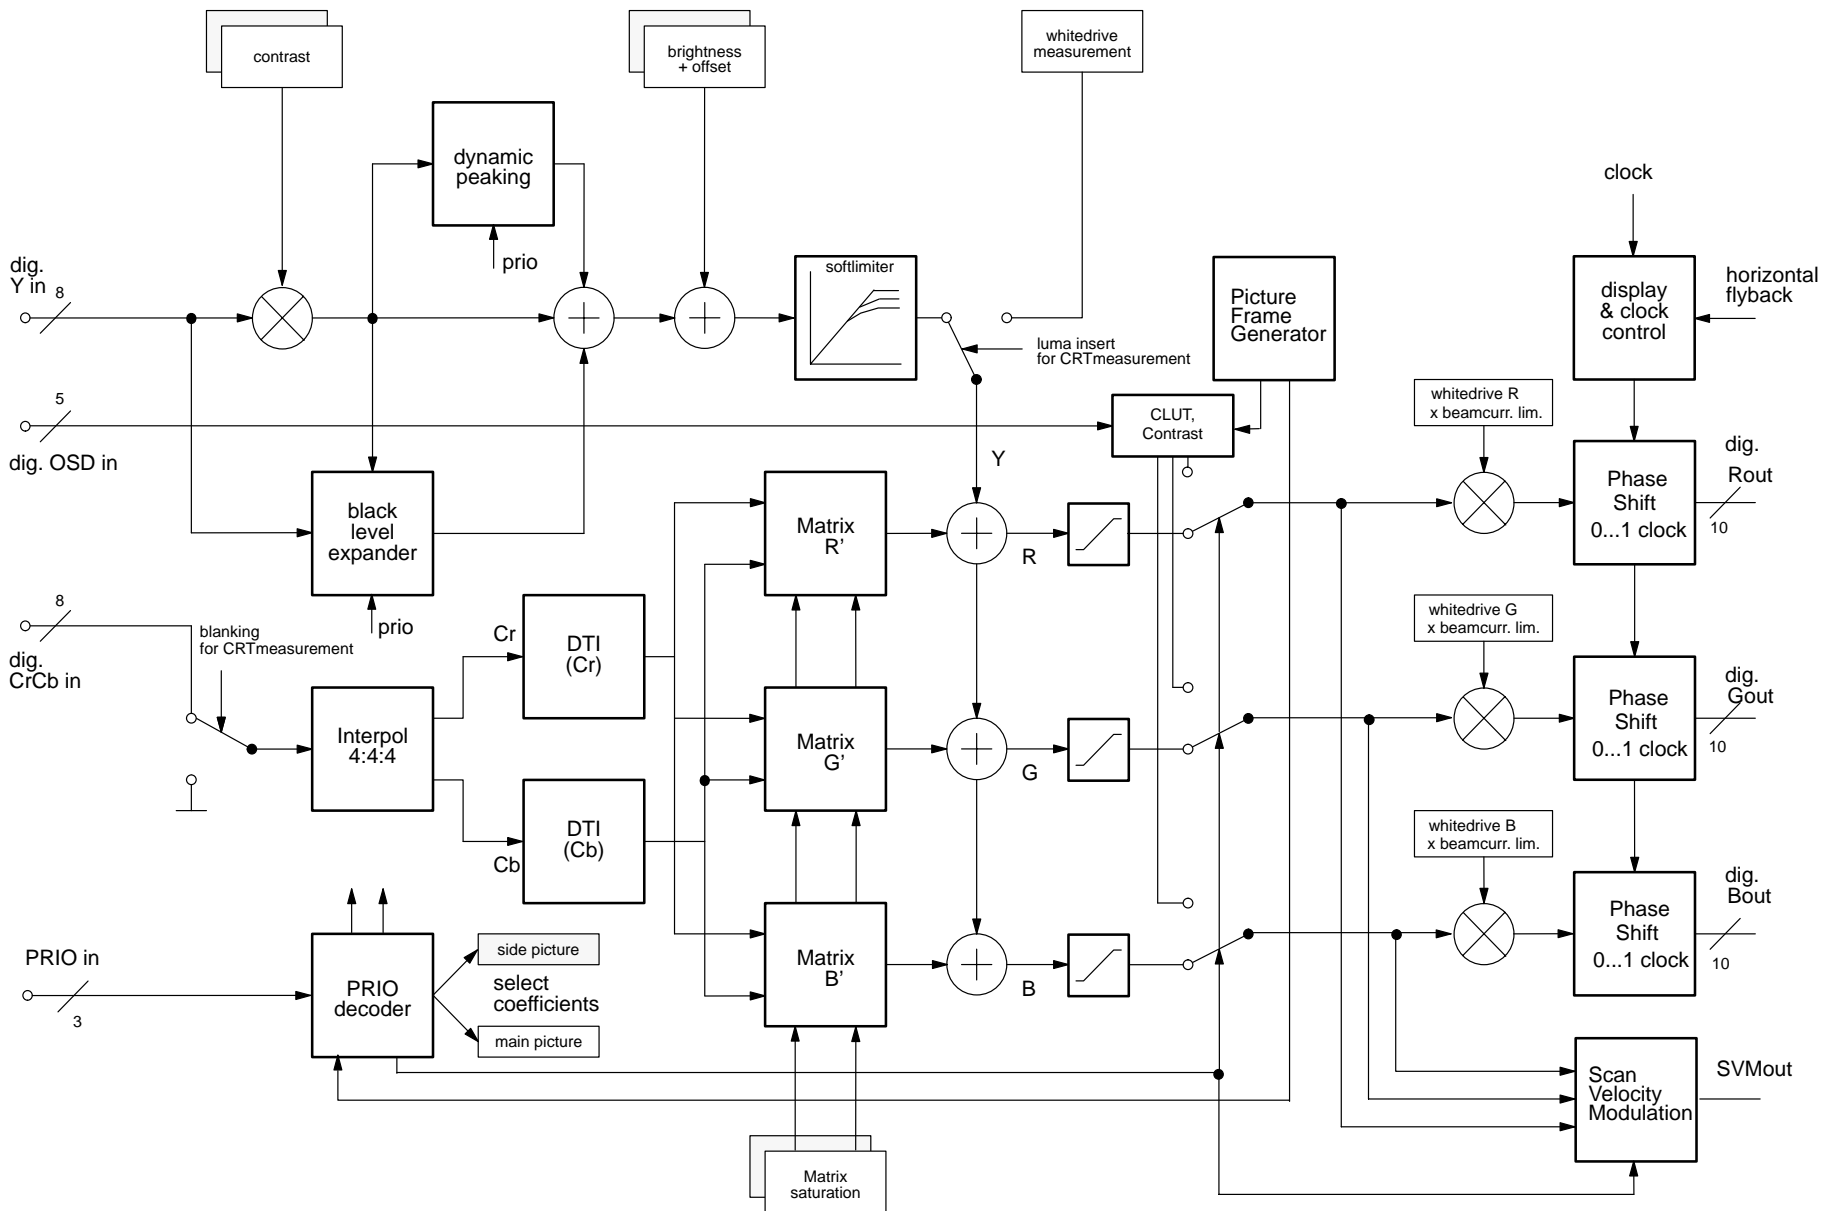 contrast
brightness
+ offset
whitedrive
measurement
dynamic
peaking
prio
clock
dig.
Y in
8
softlimiter
Picture
Frame
Generator
display
& clock
control
horizontal
flyback
luma insert
for CRTmeasurement
5
dig. OSD in
CLUT,
Contrast
whitedrive R
x beamcurr. lim.
black
level
expander
prio
Y
Matrix
R'
R
Phase
Shift
0...1 clock
dig.
Rout
10
8
dig.
CrCb in
blanking
for CRTmeasurement
Cr
DTI
(Cr)
whitedrive G
x beamcurr. lim.
Interpol
4:4:4
Matrix
G'
G
Phase
Shift
0...1 clock
dig.
Gout
10
Cb
DTI
(Cb)
whitedrive B
x beamcurr. lim.
PRIO in
3
PRIO
decoder
side picture
select
coefficients
main picture
Matrix
B'
B
Phase
Shift
0...1 clock
dig.
Bout
10
Scan
Velocity
Modulation
SVMout
Matrix
saturation